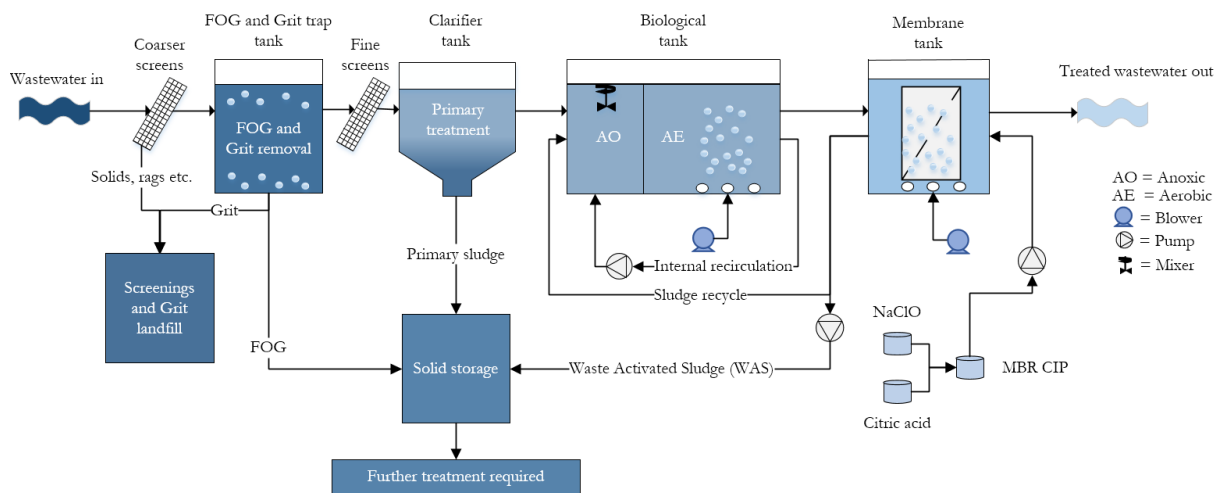 FOG and Grit trap
tank
Clarifier
tank
Biological
tank
Membrane
tank
Coarser
screens
Fine
screens
Wastewater in
Treated wastewater out
FOG and
Grit removal
Primary
treatment
AO
AE
Solids, rags etc.
Grit
AO = Anoxic
AE = Aerobic
= Blower
= Pump
= Mixer
Primary sludge
Internal recirculation
Sludge recycle
Screenings
and Grit
landfill
FOG
Solid storage
Waste Activated Sludge (WAS)
NaClO
MBR CIP
Citric acid
Further treatment required